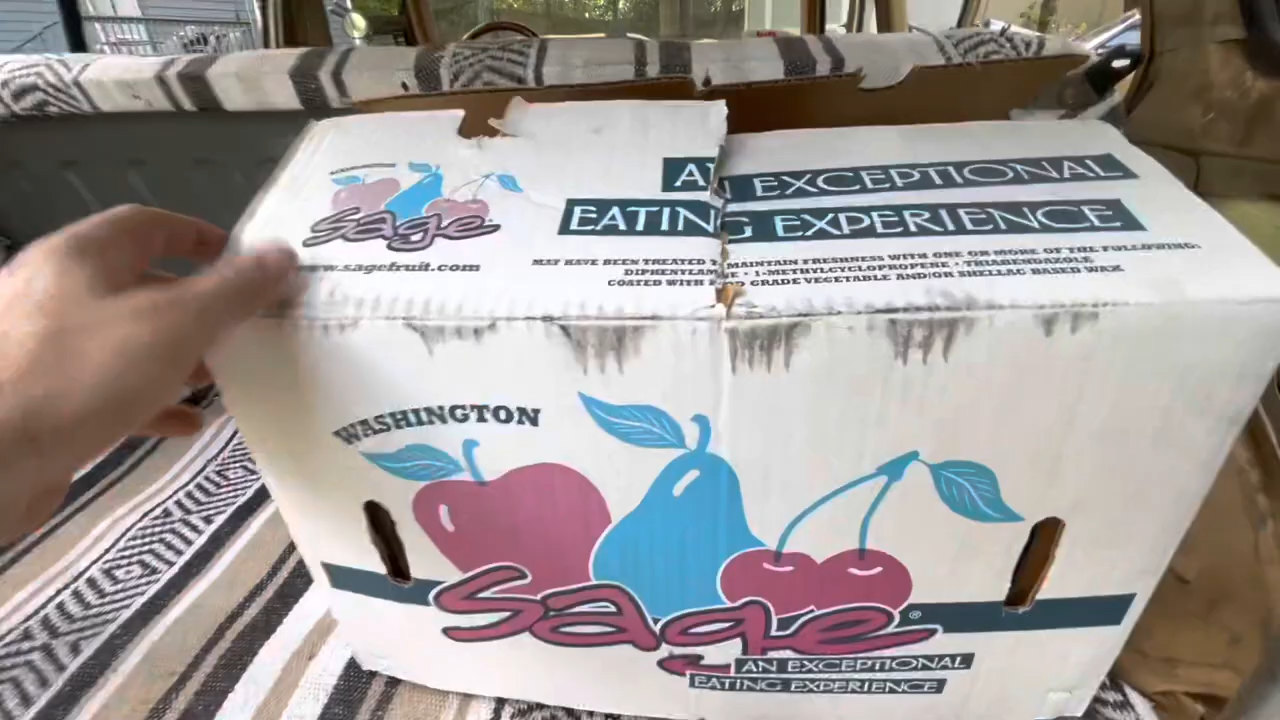 sage
www.sagefruit.com
AN EXCEPTIONAL
EATING EXPERIENCE
MAY HAVE BEEN TREATED TO MAINTAIN FRESHNESS WITH ONE OR MORE OF THE FOLLOWING:
DIPHENYLAMINE • 1-METHYLCYCLOPROPENE • THIABENDAZOLE
COATED WITH FOOD GRADE VEGETABLE AND/OR SHELLAC BASED WAX
WASHINGTON
sage®
AN EXCEPTIONAL
EATING EXPERIENCE